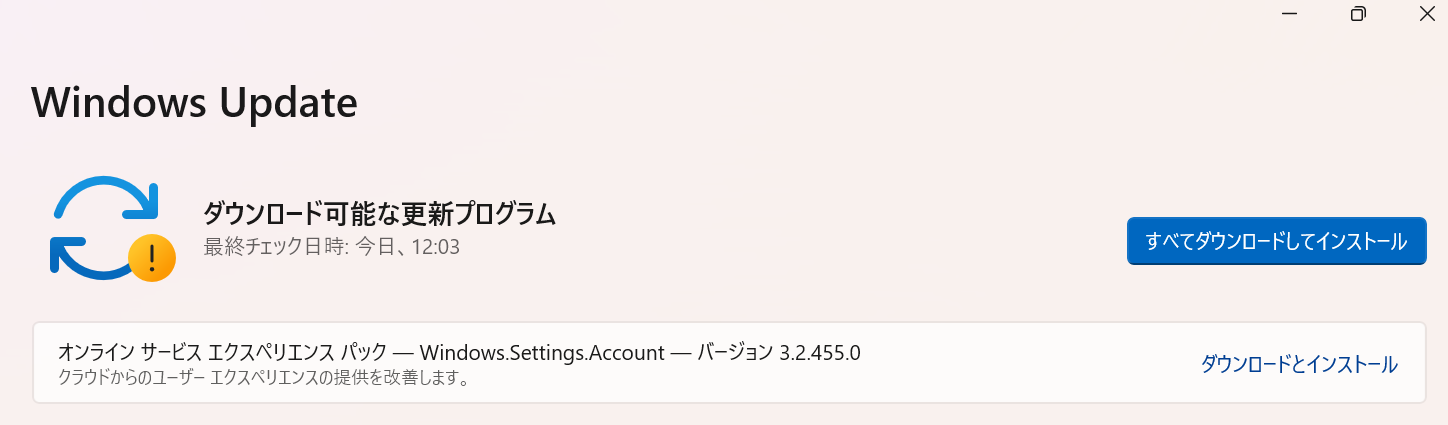 Windows Update
ダウンロード可能な更新プログラム
最終チェック日時: 今日、12:03
すべてダウンロードしてインストール
オンライン サービス エクスペリエンス パック — Windows.Settings.Account — バージョン 3.2.455.0
クラウドからのユーザー エクスペリエンスの提供を改善します。
ダウンロードとインストール